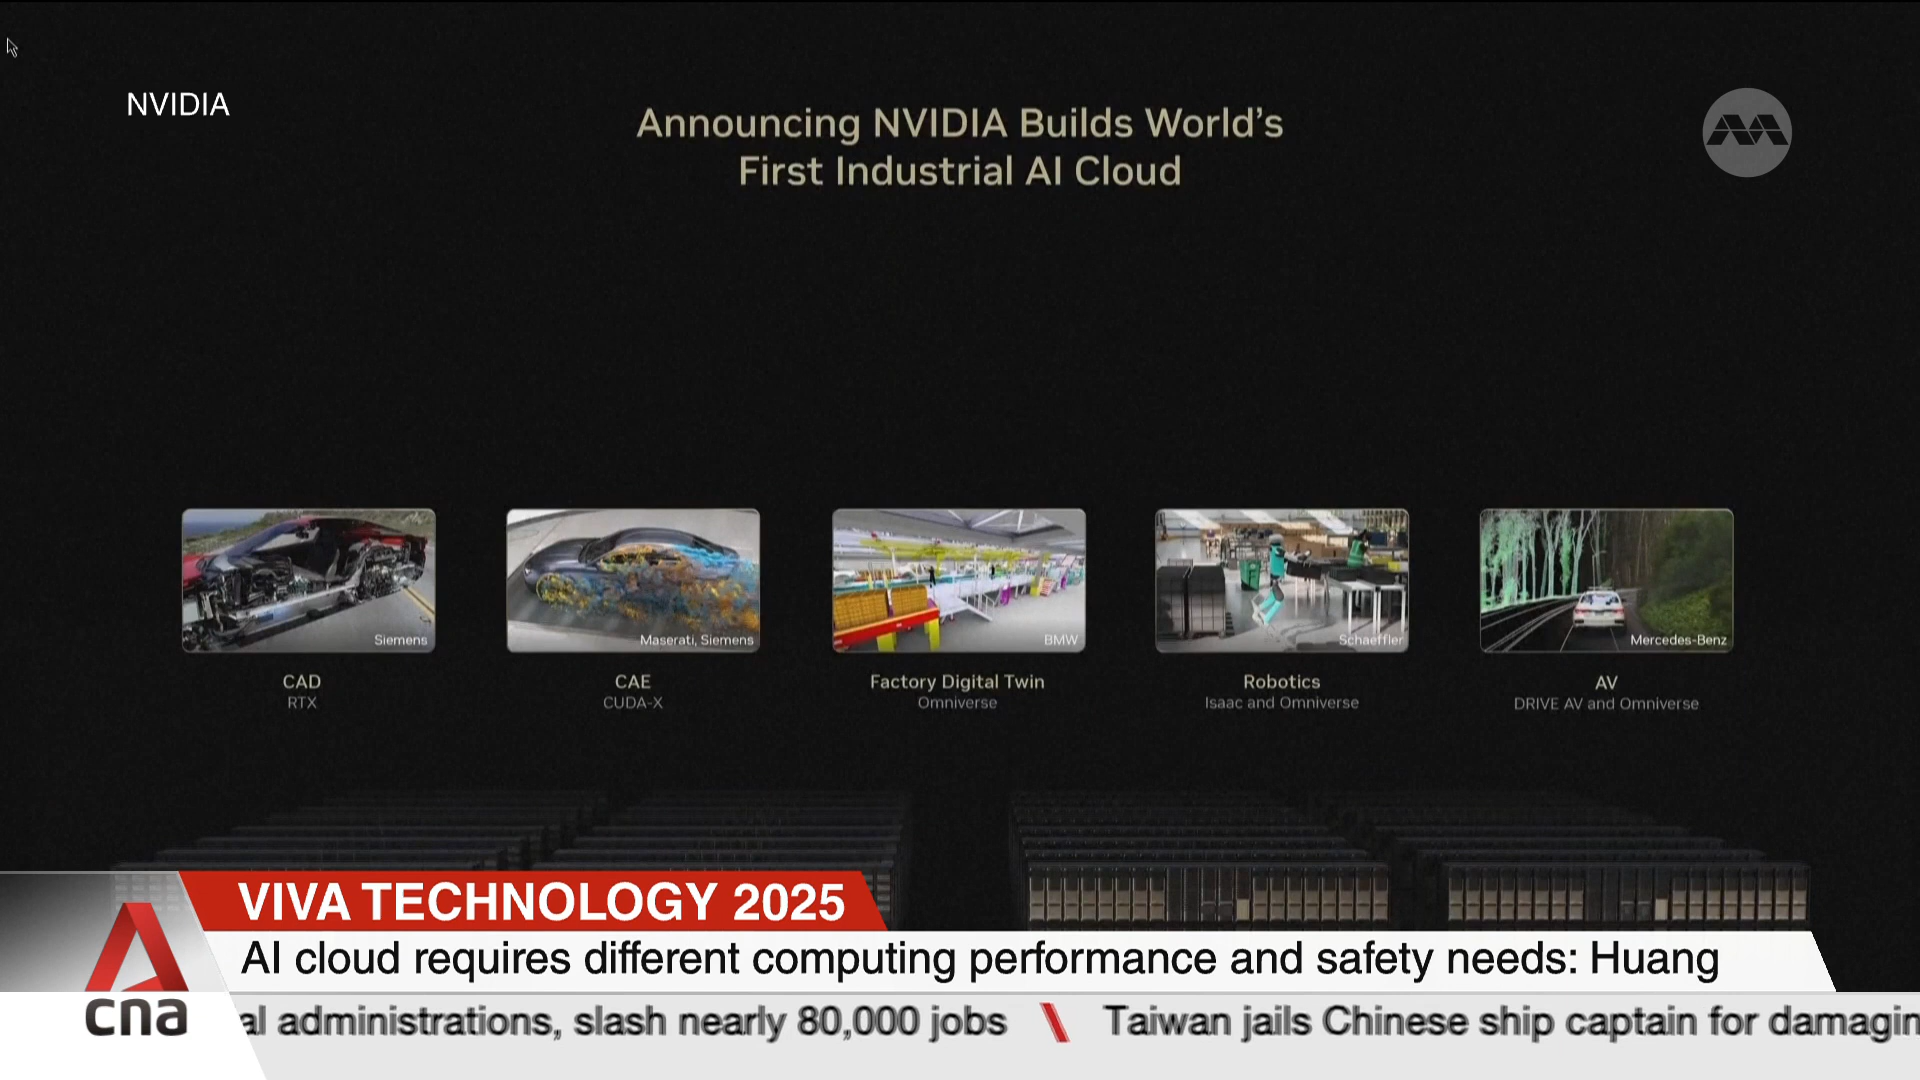 NVIDIA
Announcing NVIDIA Builds World's
First Industrial AI Cloud
Siemens
Maserati, Siemens
BMW
Schaeffler
Mercedes-Benz
CAD
RTX
CAE
CUDA-X
Factory Digital Twin
Omniverse
Robotics
Isaac and Omniverse
AV
DRIVE AV and Omniverse
VIVA TECHNOLOGY 2025
AI cloud requires different computing performance and safety needs: Huang
cna
al administrations, slash nearly 80,000 jobs \ Taiwan jails Chinese ship captain for damagin